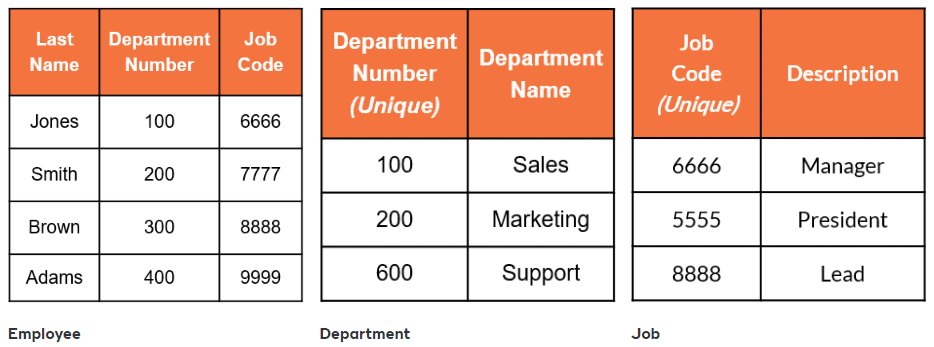 Last Name
Department Number
Job Code
Jones 100 6666
Smith 200 7777
Brown 300 8888
Adams 400 9999
Employee
Department Number (Unique)
Department Name
100 Sales
200 Marketing
600 Support
Department
Job Code (Unique)
Description
6666 Manager
5555 President
8888 Lead
Job